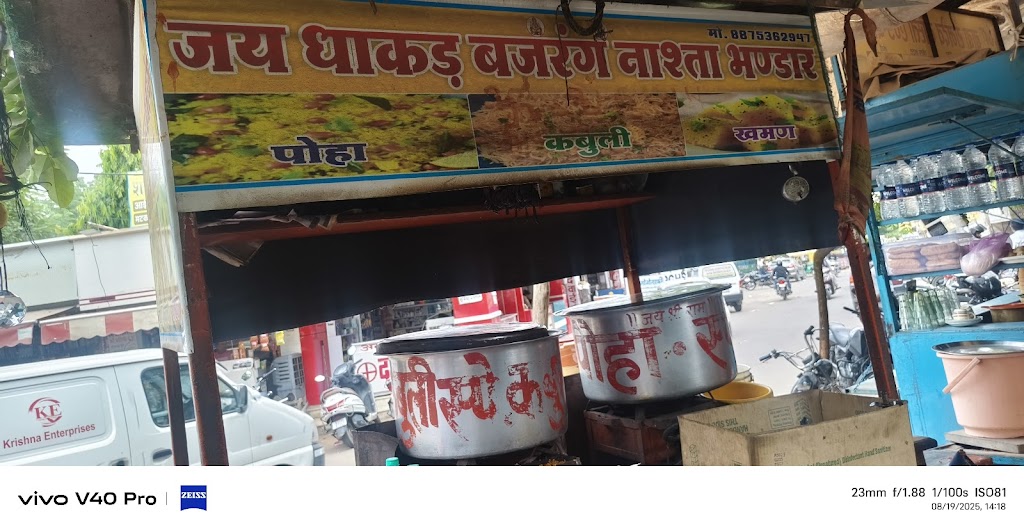 मो. 8875362947
जय धाकड़ बजरंग नाश्ता भण्डार
पोहा
कबुली
खमण
॥ जय श्री राम
पोहा
KE
Krishna Enterprises
vivo V40 Pro
ZEISS
23mm f/1.88 1/100s ISO81
08/19/2025, 14:18